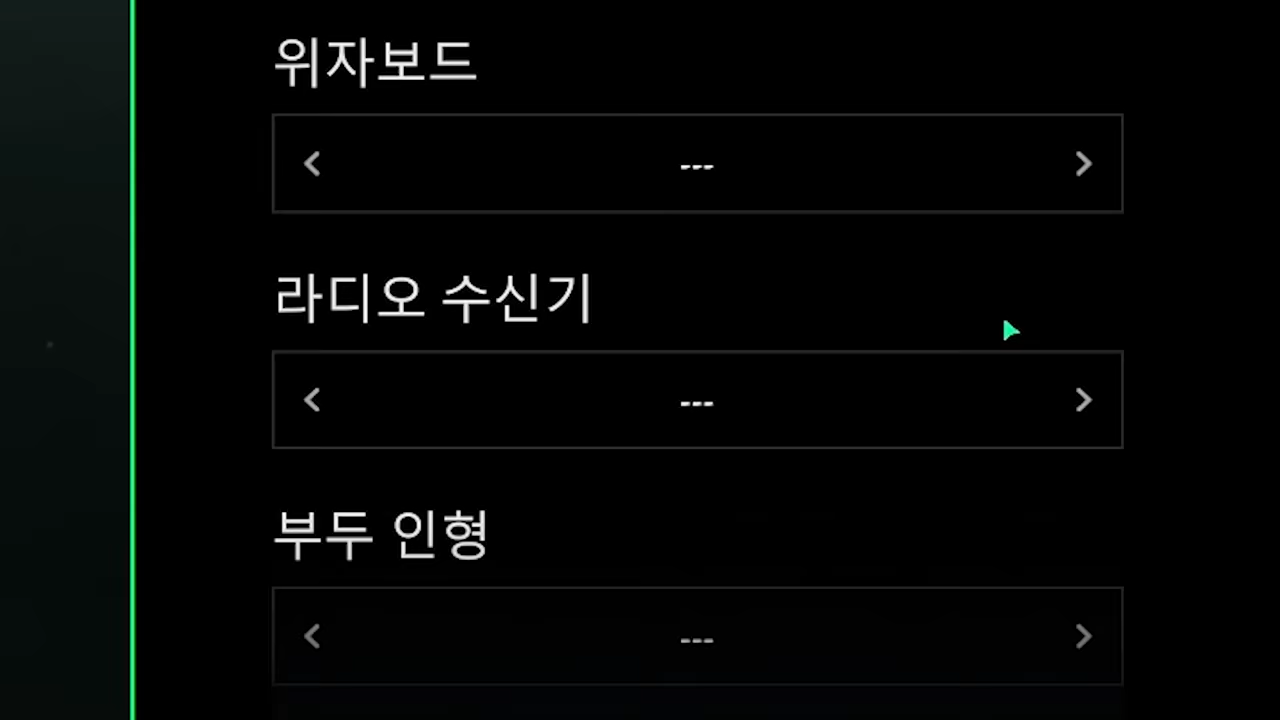 위자보드
---
라디오 수신기
---
부두 인형
---